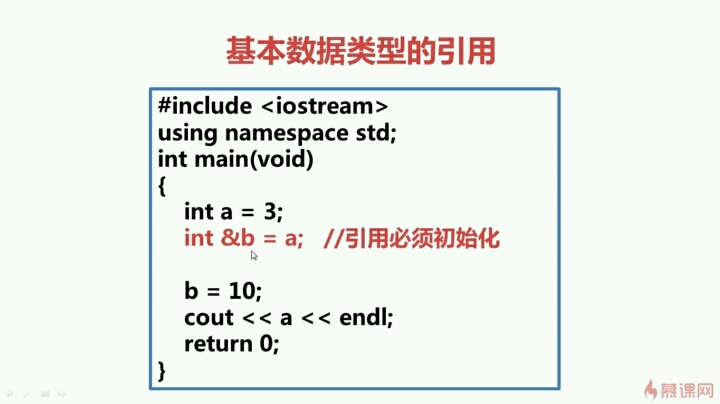 基本数据类型的引用
#include <iostream>
using namespace std;
int main(void)
{
int a = 3;
int &b = a; //引用必须初始化
b = 10;
cout << a << endl;
return 0;
}
慕课网